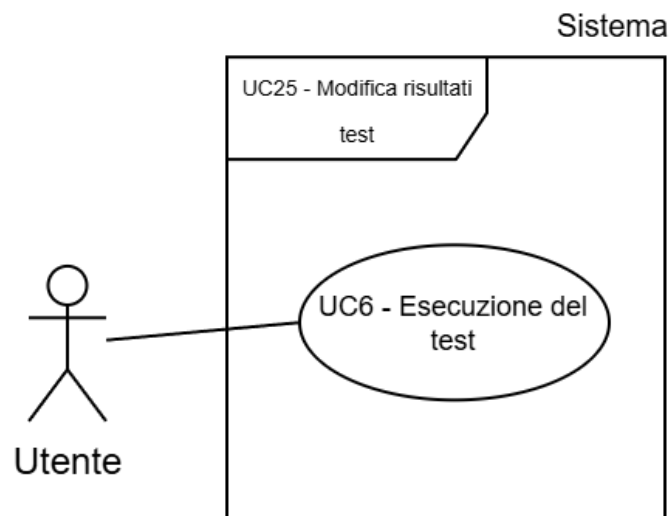 Sistema
UC25 - Modifica risultati
test
UC6 - Esecuzione del
test
Utente